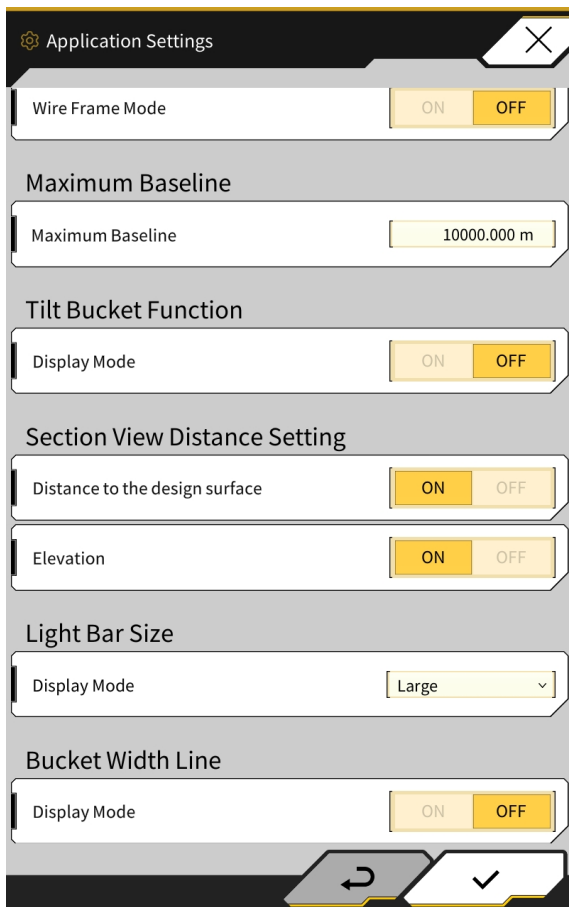 Application Settings
Wire Frame Mode ON OFF
Maximum Baseline
Maximum Baseline 10000.000 m
Tilt Bucket Function
Display Mode ON OFF
Section View Distance Setting
Distance to the design surface ON OFF
Elevation ON OFF
Light Bar Size
Display Mode Large
Bucket Width Line
Display Mode ON OFF